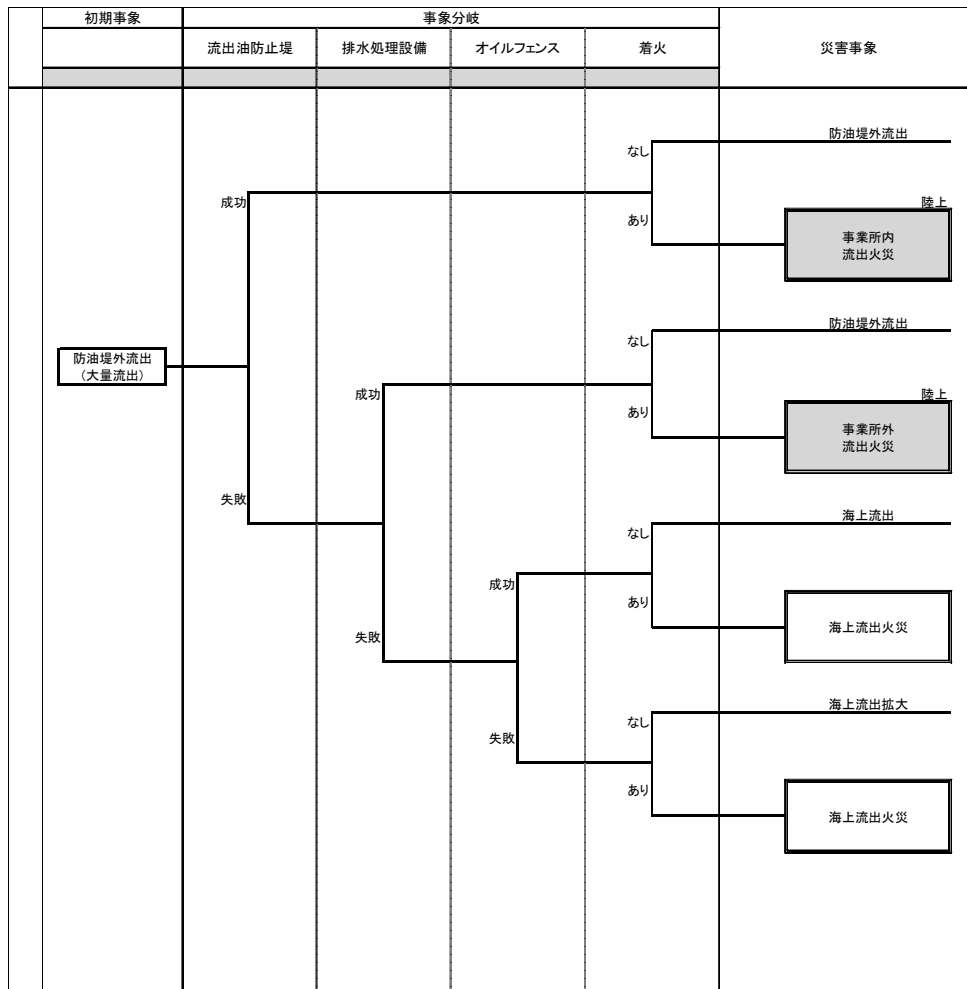 初期事象
事象分岐
流出油防止堤
排水処理設備
オイルフェンス
着火
災害事象
防油堤外流出
なし
成功
陸上
あり
事業所内
流出火災
防油堤外流出
なし
防油堤外流出
(大量流出)
成功
陸上
あり
事業所外
流出火災
失敗
海上流出
なし
成功
あり
海上流出火災
失敗
海上流出拡大
なし
失敗
あり
海上流出火災